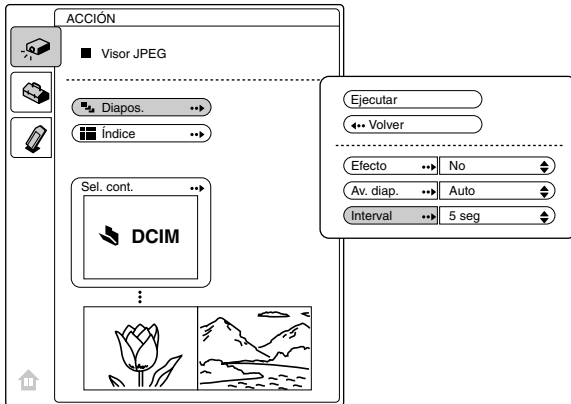 ACCIÓN
Visor JPEG
Diapos.
Índice
Sel. cont.
DCIM
Ejecutar
Volver
Efecto No
Av. diap. Auto
Interval 5 seg